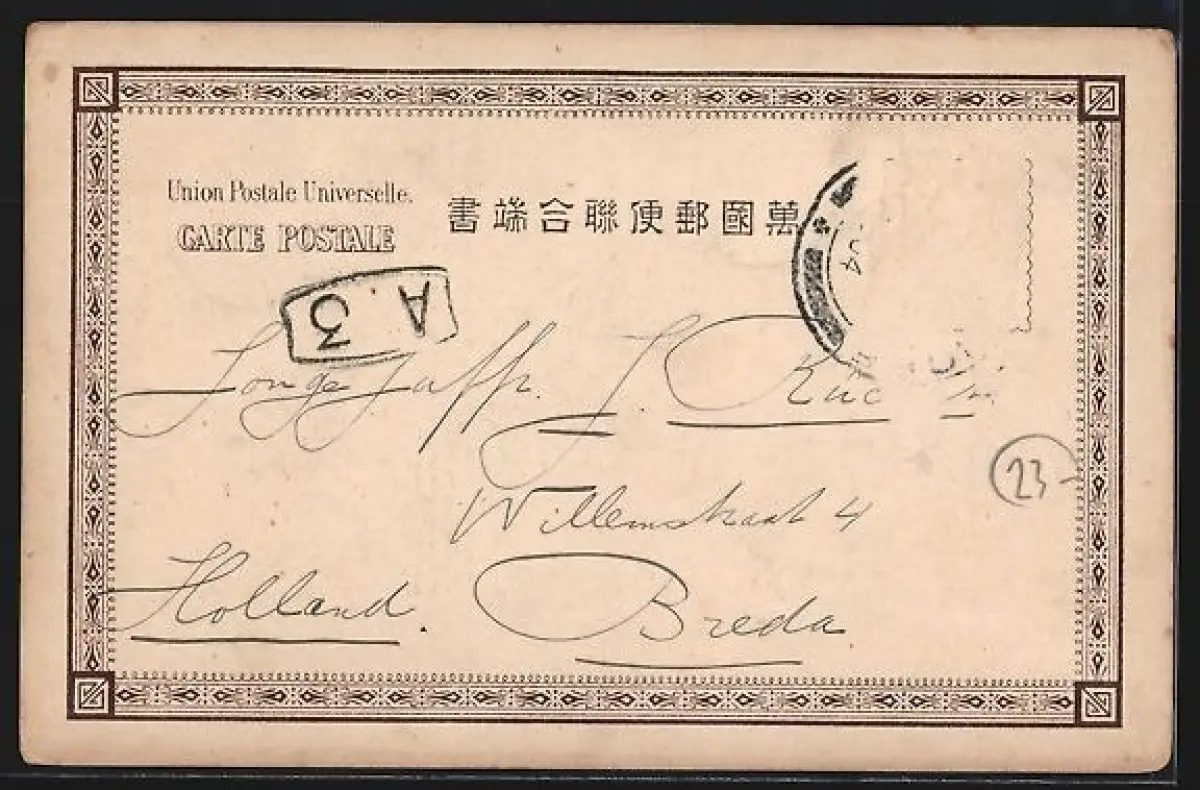 Union Postale Universelle.
CARTE POSTALE
書端合聯便郵國萬
A. 3
Jonge Juffr. J.
Willemstraat 4
Holland.
Breda
23